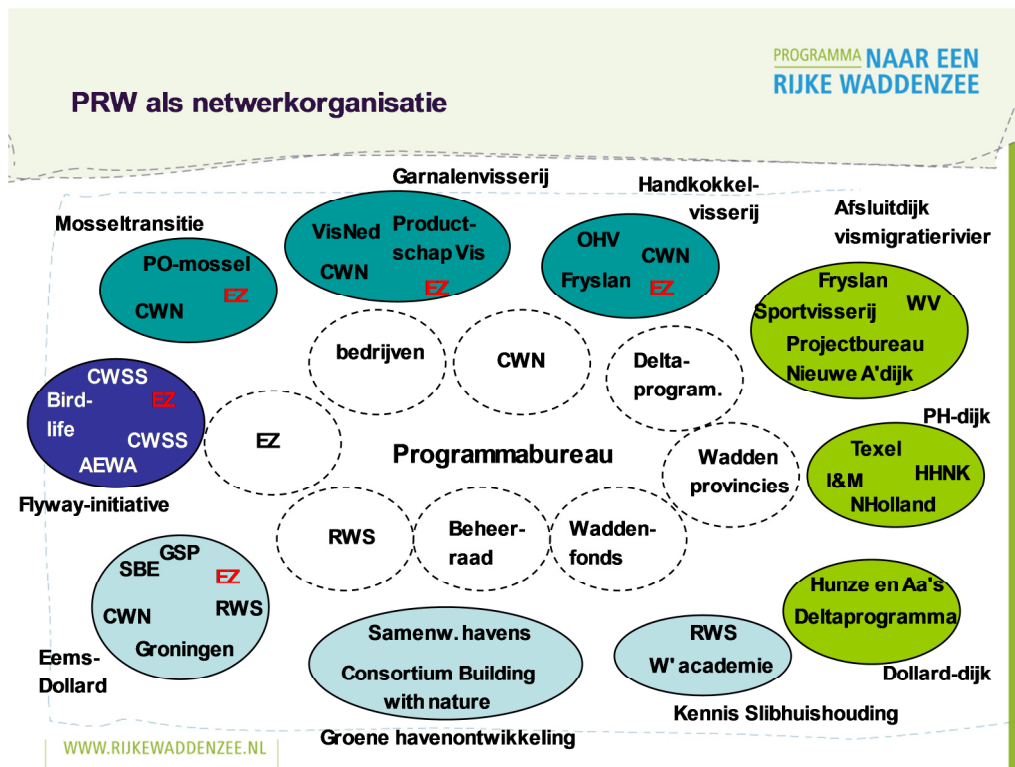 PROGRAMMA NAAR EEN
RIJKE WADDENZEE
PRW als netwerkorganisatie
Garnalenvisserij
Handkokkel-
visserij
Afsluitdijk
vismigratierivier
Mosseltransitie
PO-mossel
EZ
CWN
VisNed
Product-
schap Vis
CWN
EZ
OHV
CWN
Fryslan
EZ
Fryslan
WV
Sportvisserij
Projectbureau
Nieuwe A'dijk
bedrijven
CWN
Delta-
program.
CWSS
Bird-
life
EZ
CWSS
AEWA
Flyway-initiative
EZ
Programmabureau
Wadden
provincies
PH-dijk
Texel
I&M
HHNK
NHolland
RWS
Beheer-
raad
Wadden-
fonds
GSP
SBE
EZ
CWN
RWS
Groningen
Eems-
Dollard
Samenw. havens
Consortium Building
with nature
Groene havenontwikkeling
RWS
W' academie
Kennis Slibhuishouding
Hunze en Aa's
Deltaprogramma
Dollard-dijk
WWW.RIJKEWADDENZEE.NL